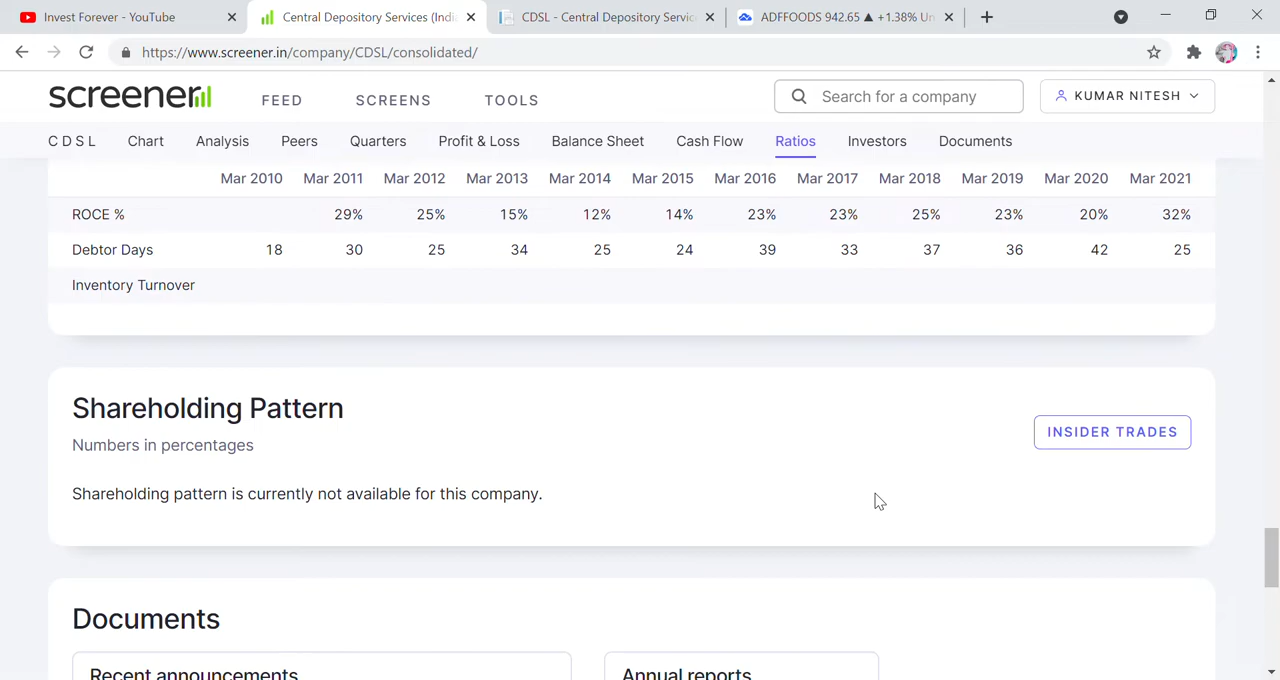 Invest Forever - YouTube
Central Depository Services (India
CDSL - Central Depository Servic
ADFFOODS 942.65 ▲ +1.38% Un
https://www.screener.in/company/CDSL/consolidated/
screener
FEED SCREENS TOOLS
Search for a company
KUMAR NITESH
C D S L Chart Analysis Peers Quarters Profit & Loss Balance Sheet Cash Flow Ratios Investors Documents
Mar 2010 Mar 2011 Mar 2012 Mar 2013 Mar 2014 Mar 2015 Mar 2016 Mar 2017 Mar 2018 Mar 2019 Mar 2020 Mar 2021
ROCE % 29% 25% 15% 12% 14% 23% 23% 25% 23% 20% 32%
Debtor Days 18 30 25 34 25 24 39 33 37 36 42 25
Inventory Turnover
Shareholding Pattern
Numbers in percentages
INSIDER TRADES
Shareholding pattern is currently not available for this company.
Documents
Recent announcements
Annual reports